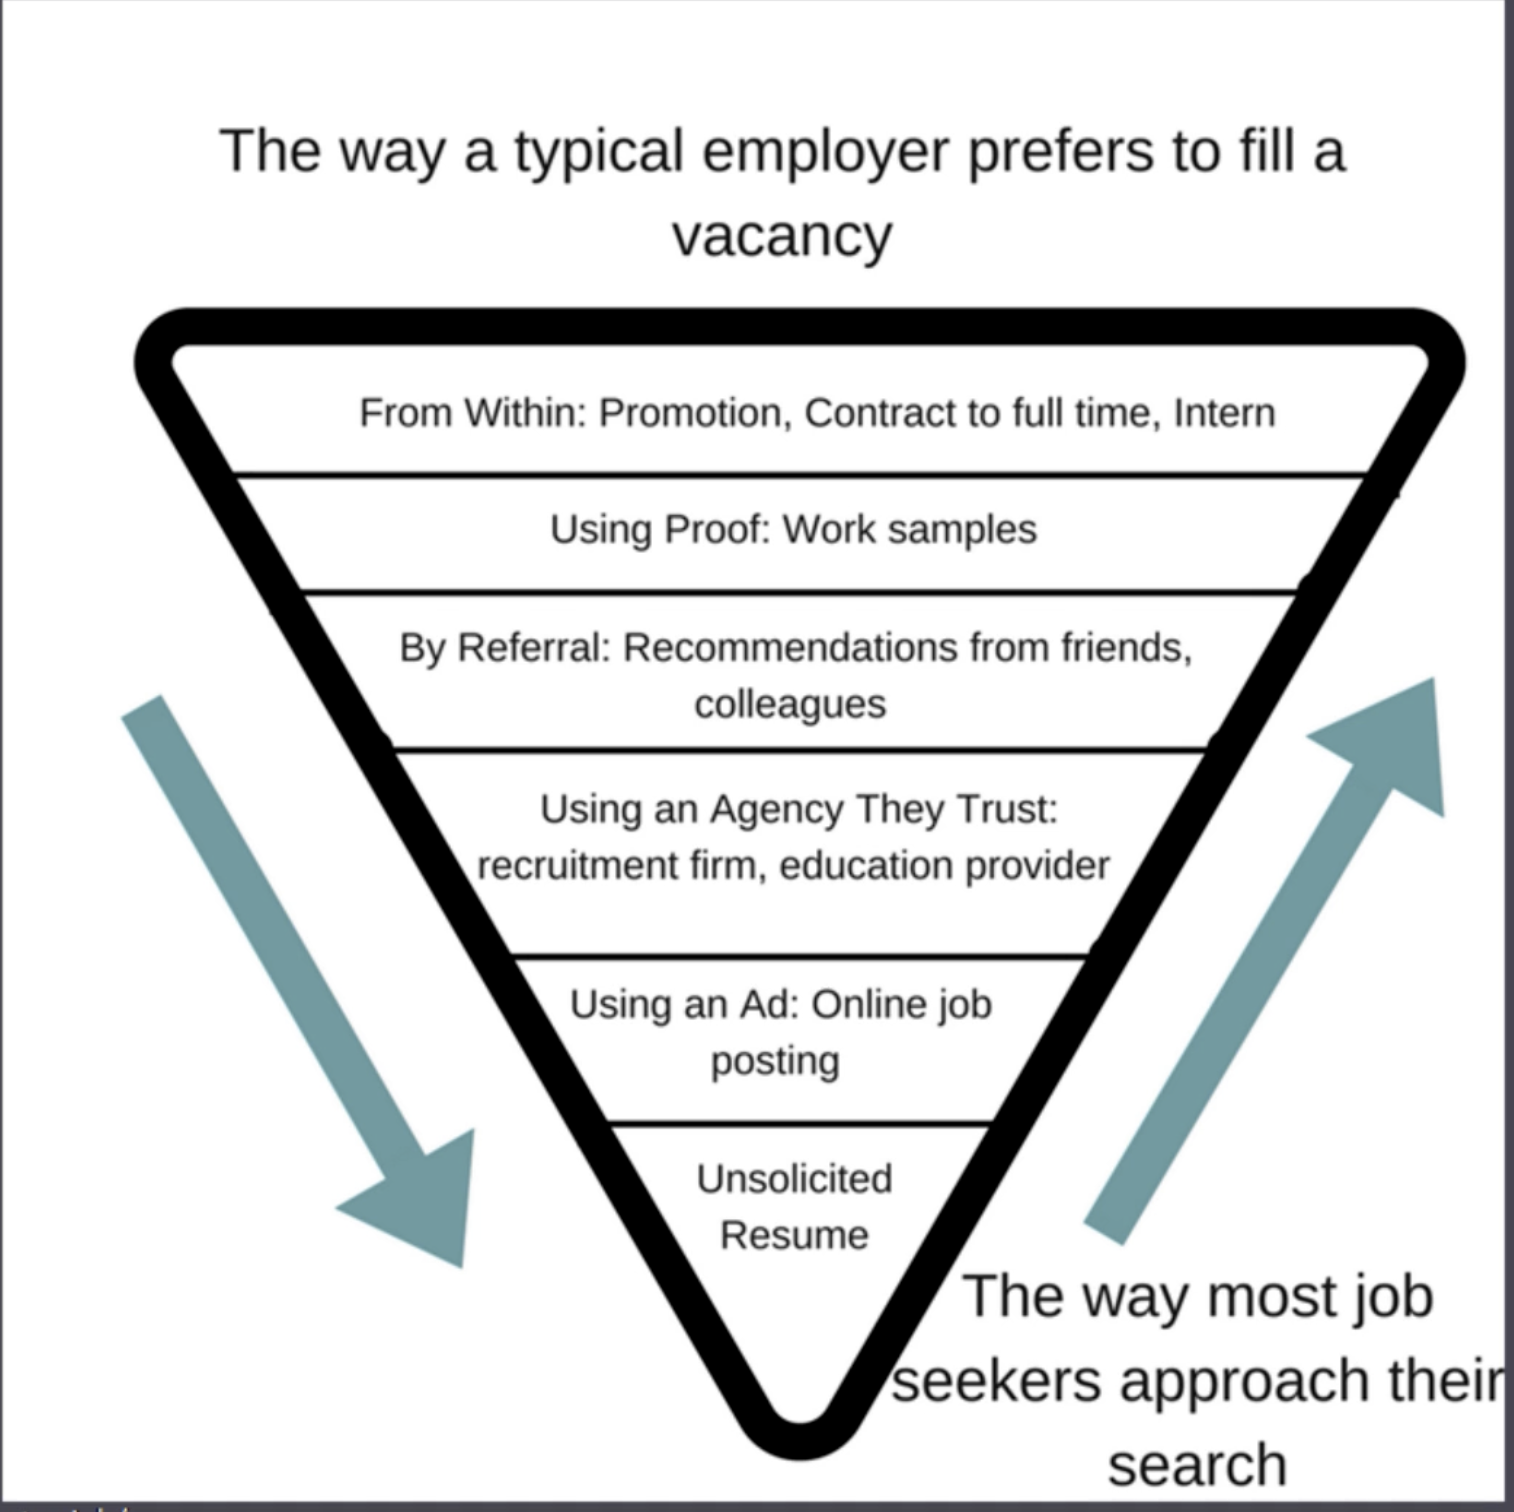 The way a typical employer prefers to fill a
vacancy
From Within: Promotion, Contract to full time, Intern
Using Proof: Work samples
By Referral: Recommendations from friends,
colleagues
Using an Agency They Trust:
recruitment firm, education provider
Using an Ad: Online job
posting
Unsolicited
Resume
The way most job
seekers approach their
search